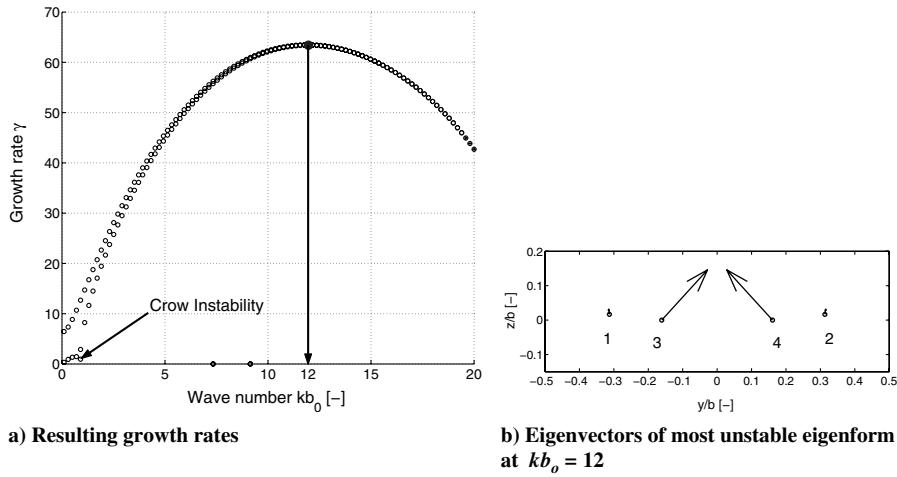 70
60
50
40
30
20
10
0
Growth rate γ
Crow Instability
0
5
10
12
15
20
Wave number kb₀ [−]
a) Resulting growth rates
0.2
0.1
0
−0.1
z/b [−]
1
3
4
2
−0.5 −0.4 −0.3 −0.2 −0.1 0 0.1 0.2 0.3 0.4 0.5
y/b [−]
b) Eigenvectors of most unstable eigenform
at kbₒ = 12